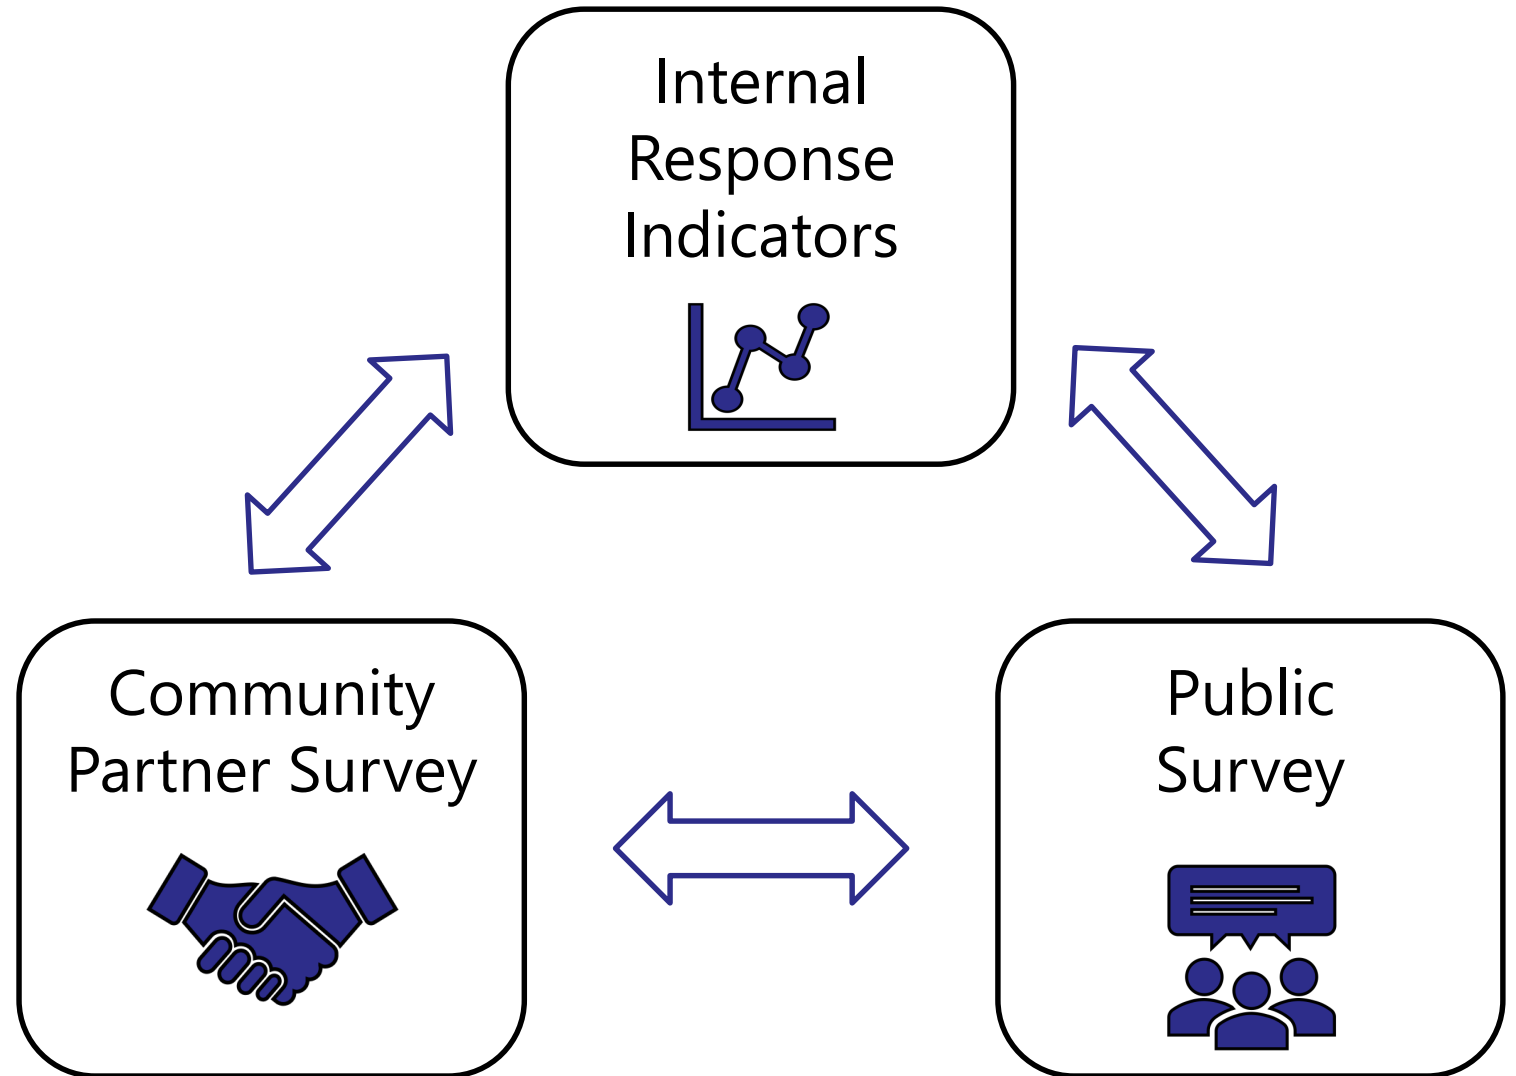 Internal
Response
Indicators
Community
Partner Survey
Public
Survey